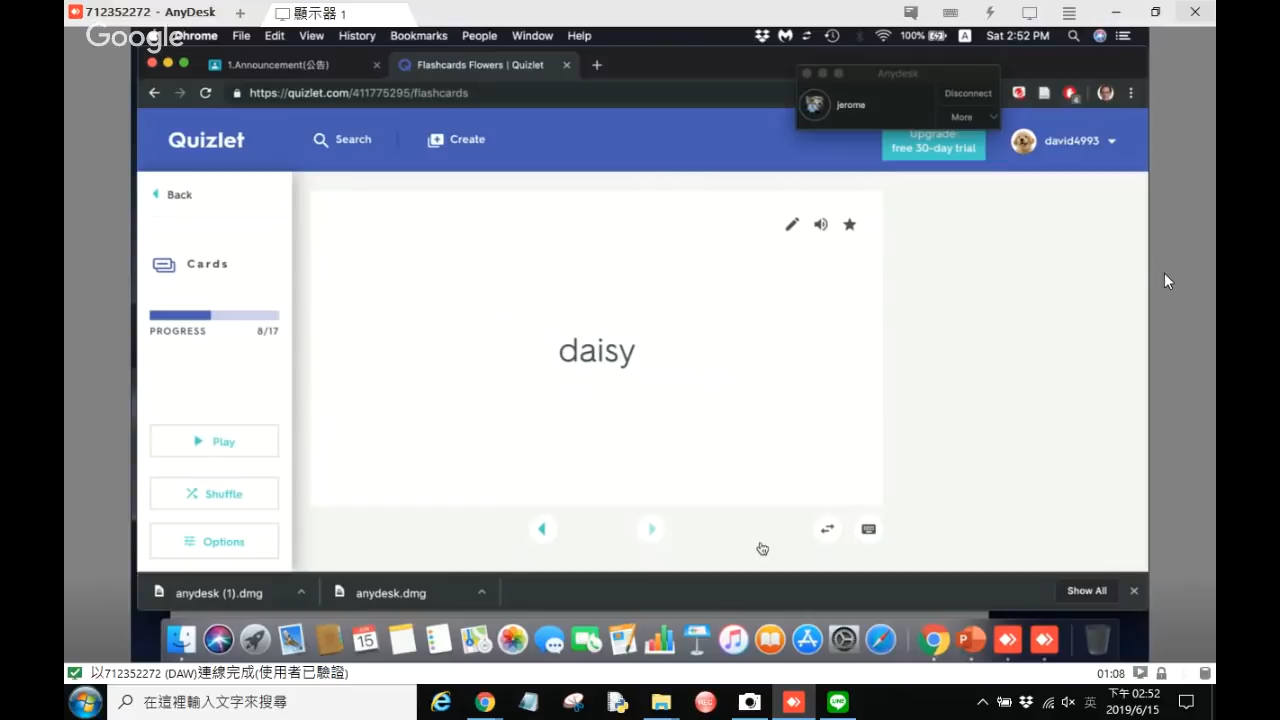 712352272 - AnyDesk
顯示器 1
Google
Chrome File Edit View History Bookmarks People Window Help
100% A Sat 2:52 PM
1.Announcement(公告)
Flashcards Flowers | Quizlet
Anydesk
https://quizlet.com/411775295/flashcards
jerome
Disconnect
More
Quizlet
Search
Create
Upgrade:
free 30-day trial
david4993
Back
Cards
PROGRESS 8/17
daisy
Play
Shuffle
Options
anydesk (1).dmg
anydesk.dmg
Show All
15
以712352272 (DAW)連線完成(使用者已驗證)
01:08
在這裡輸入文字來搜尋
REC
LINE
英
下午 02:52
2019/6/15